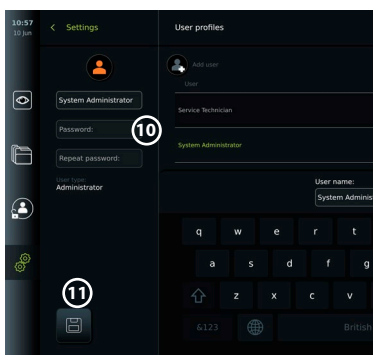 10:57
10 Jun
Settings
User profiles
Add user
User
System Administrator
Service Technician
Password:
10
System Administrator
Repeat password:
User type:
Administrator
User name:
System Adminis
q w e r t
a s d f g
11
z x c v
&123
British